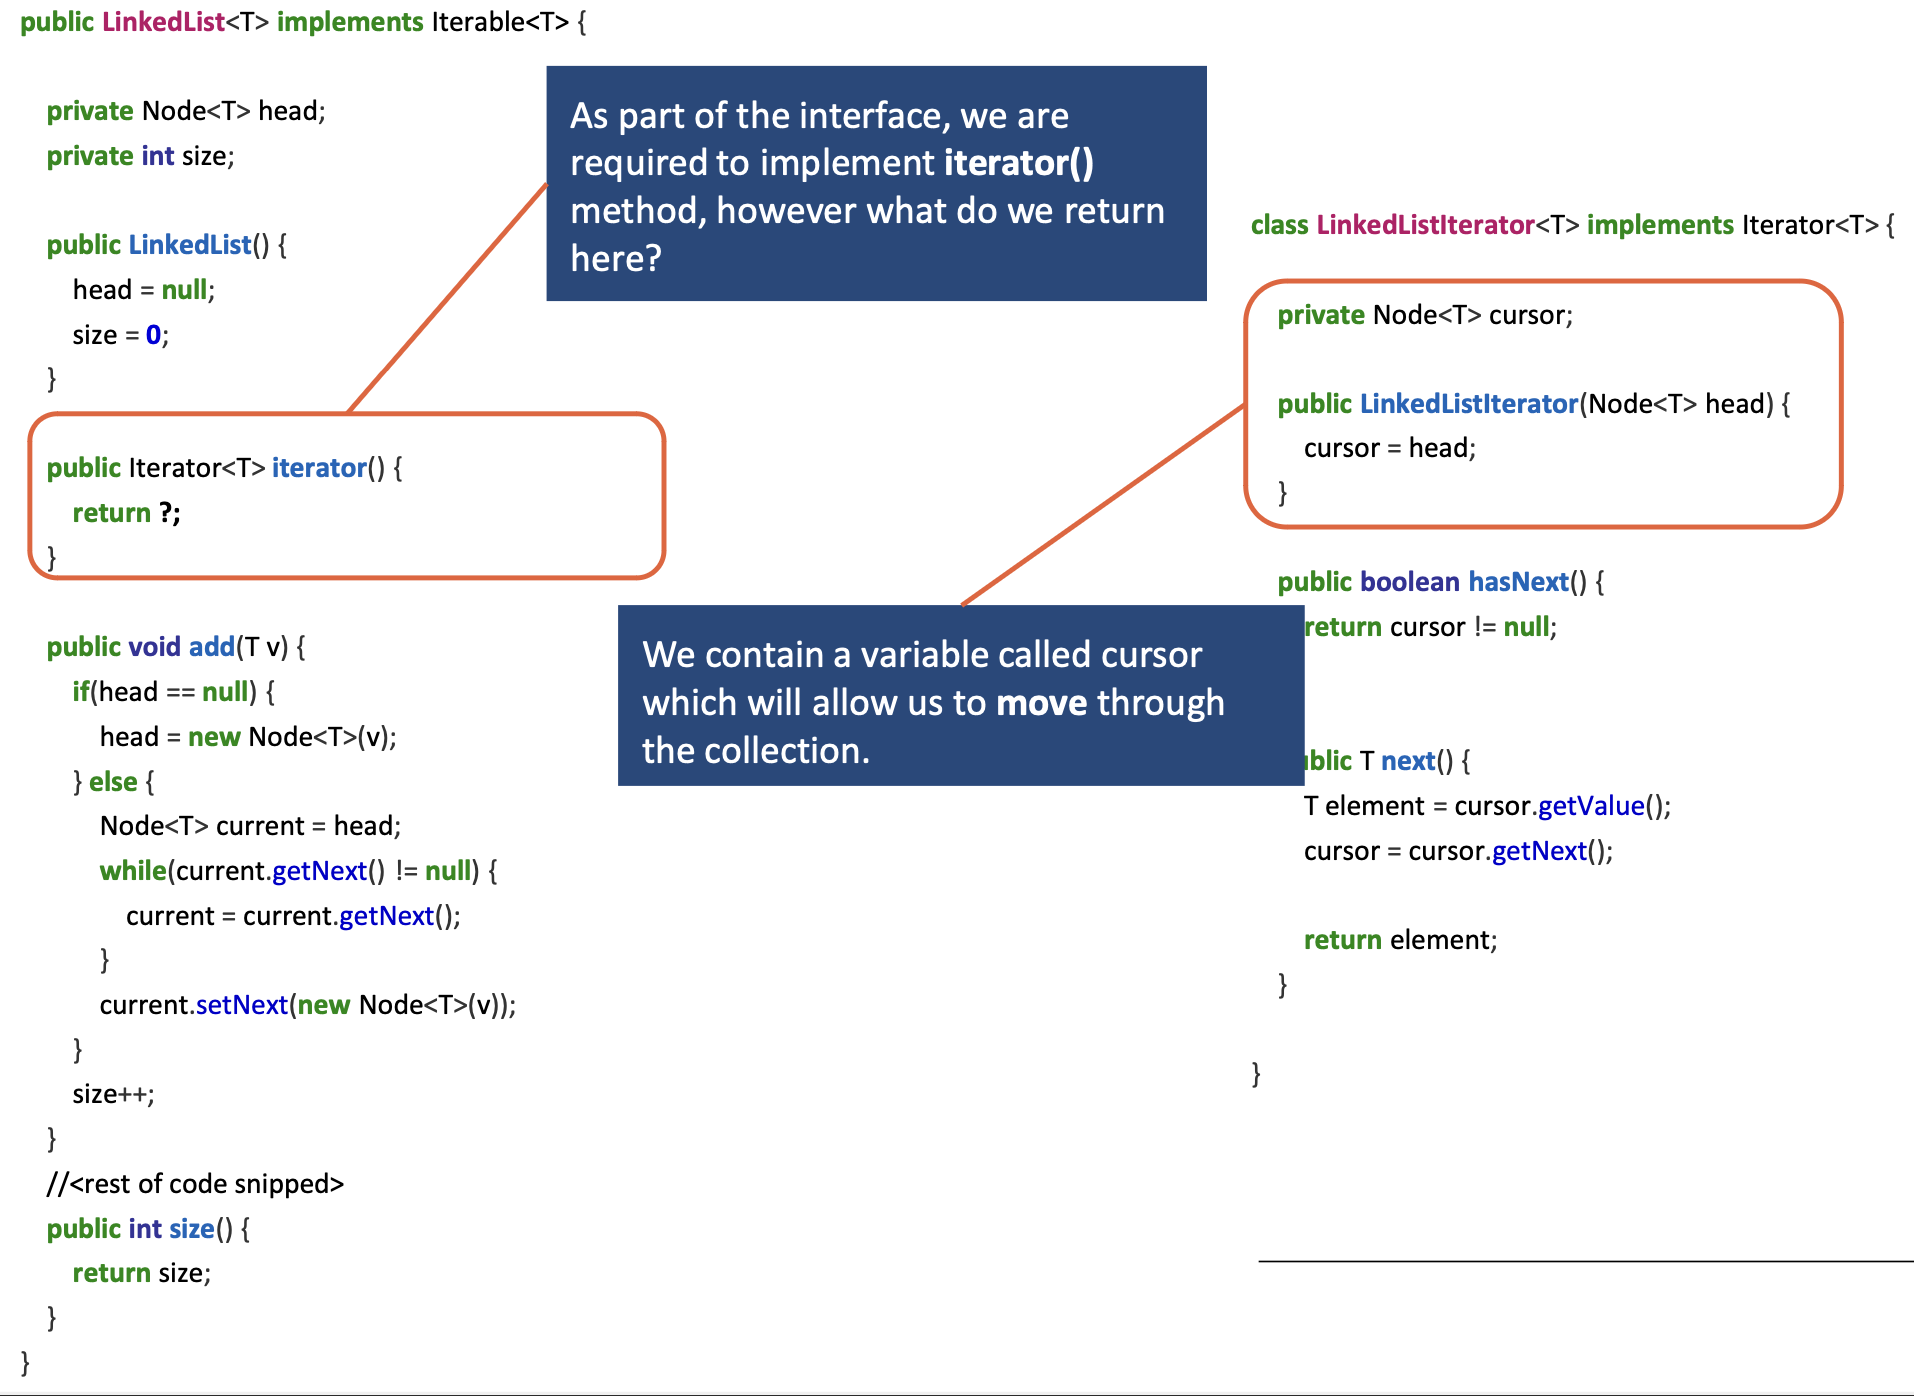 public LinkedList<T> implements Iterable<T> {
private Node<T> head;
private int size;
public LinkedList() {
head = null;
size = 0;
}
public Iterator<T> iterator() {
return ?;
}
public void add(T v) {
if(head == null) {
head = new Node<T>(v);
} else {
Node<T> current = head;
while(current.getNext() != null) {
current = current.getNext();
}
current.setNext(new Node<T>(v));
}
size++;
}
//<rest of code snipped>
public int size() {
return size;
}
}
As part of the interface, we are
required to implement iterator()
method, however what do we return
here?
We contain a variable called cursor
which will allow us to move through
the collection.
class LinkedListIterator<T> implements Iterator<T> {
private Node<T> cursor;
public LinkedListIterator(Node<T> head) {
cursor = head;
}
public boolean hasNext() {
return cursor != null;
blic T next() {
T element = cursor.getValue();
cursor = cursor.getNext();
return element;
}
}